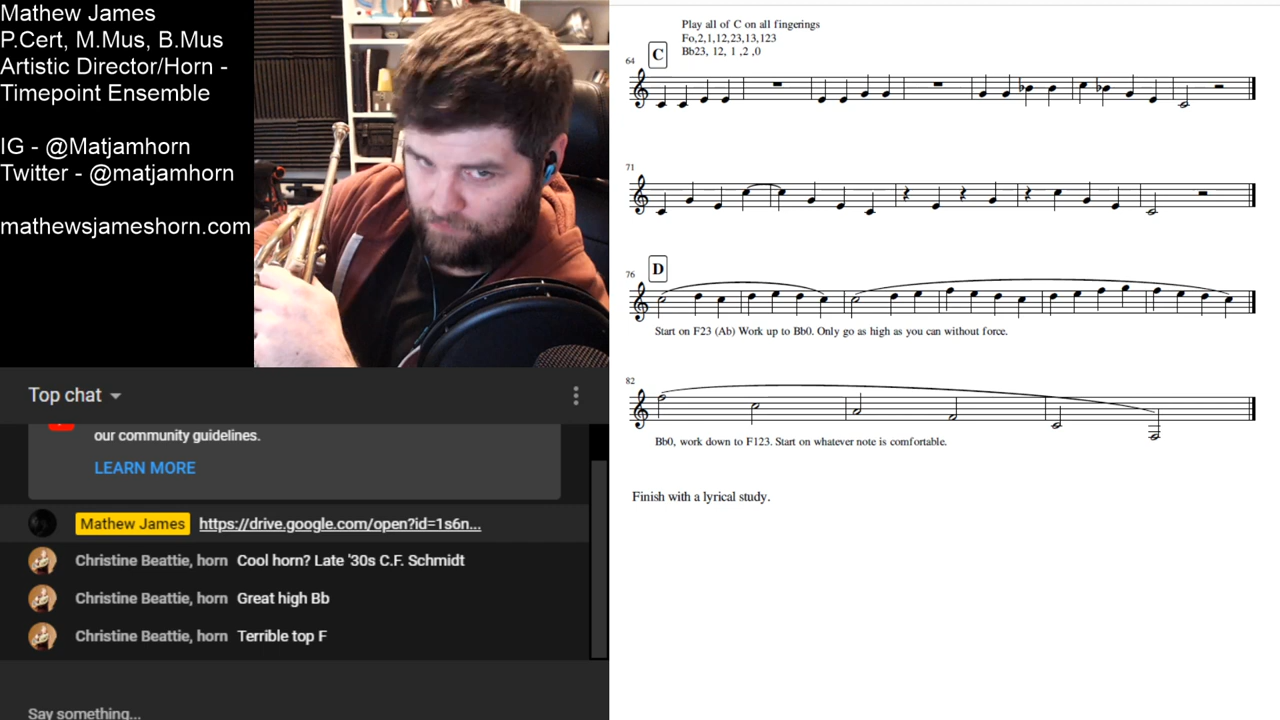 Mathew James
P.Cert, M.Mus, B.Mus
Artistic Director/Horn -
Timepoint Ensemble
IG - @Matjamhorn
Twitter - @matjamhorn
mathewsjameshorn.com
Top chat
our community guidelines.
LEARN MORE
Mathew James https://drive.google.com/open?id=1s6n...
Christine Beattie, horn Cool horn? Late '30s C.F. Schmidt
Christine Beattie, horn Great high Bb
Christine Beattie, horn Terrible top F
Say something...
Play all of C on all fingerings
Fo,2,1,12,23,13,123
Bb23, 12, 1 ,2 ,0
C
64
71
D
76
Start on F23 (Ab) Work up to Bb0. Only go as high as you can without force.
82
Bb0, work down to F123. Start on whatever note is comfortable.
Finish with a lyrical study.